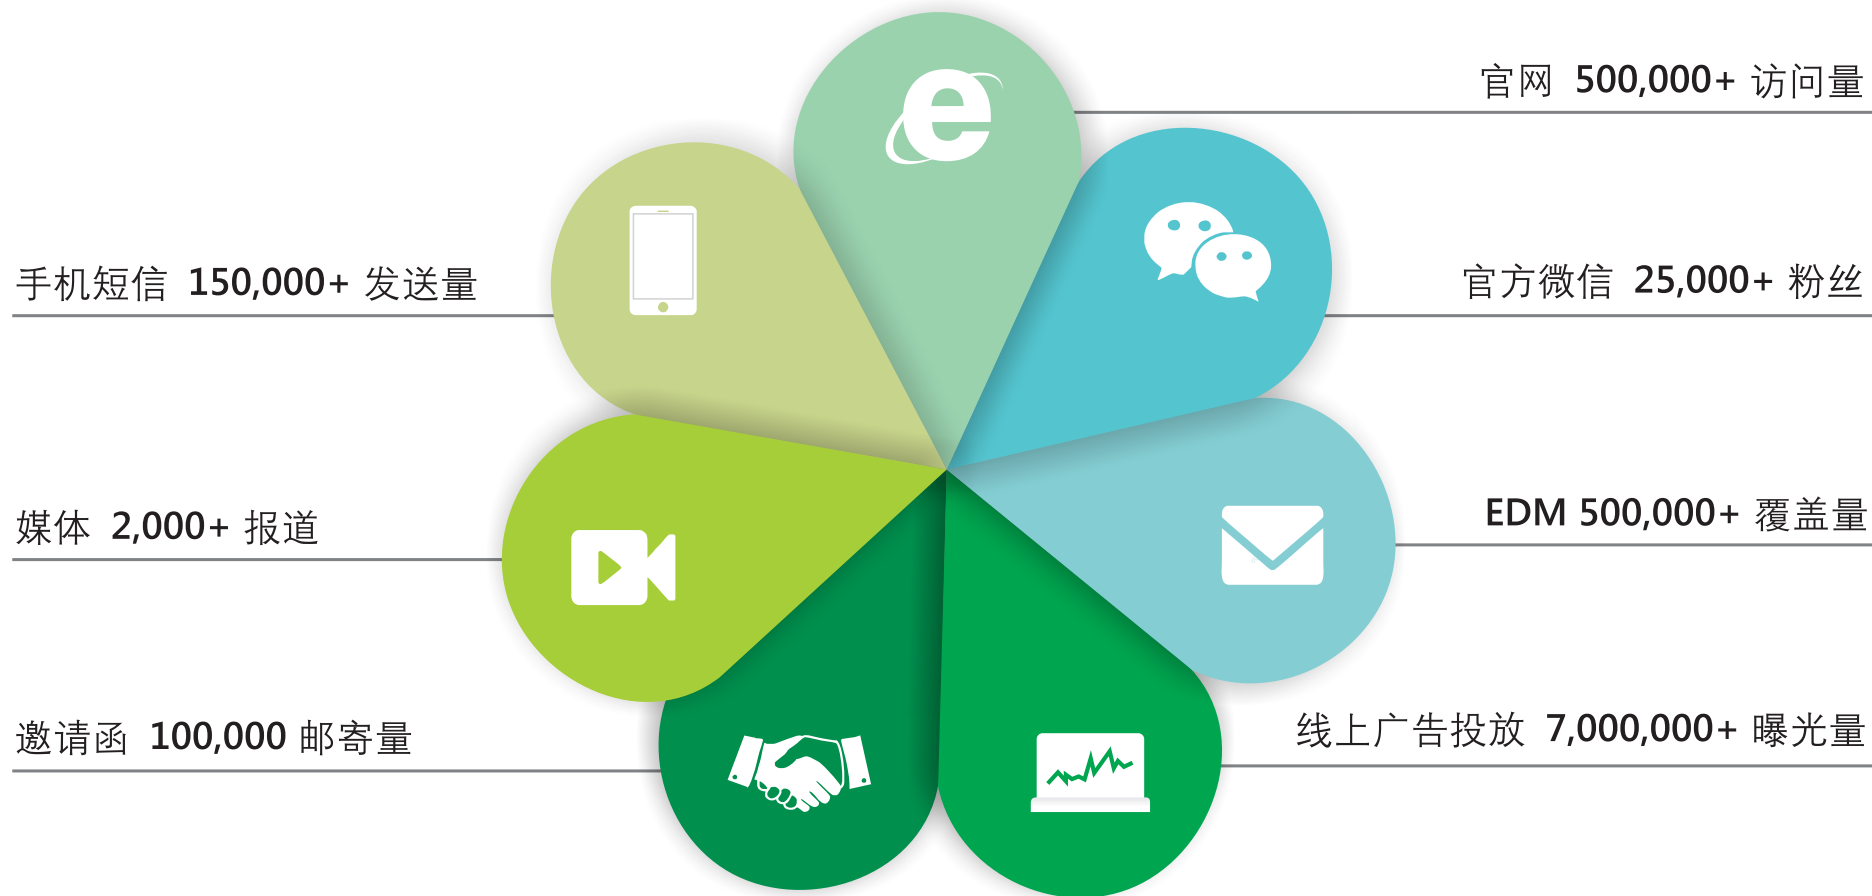 官网 500,000+ 访问量
官方微信 25,000+ 粉丝
EDM 500,000+ 覆盖量
线上广告投放 7,000,000+ 曝光量
手机短信 150,000+ 发送量
媒体 2,000+ 报道
邀请函 100,000 邮寄量